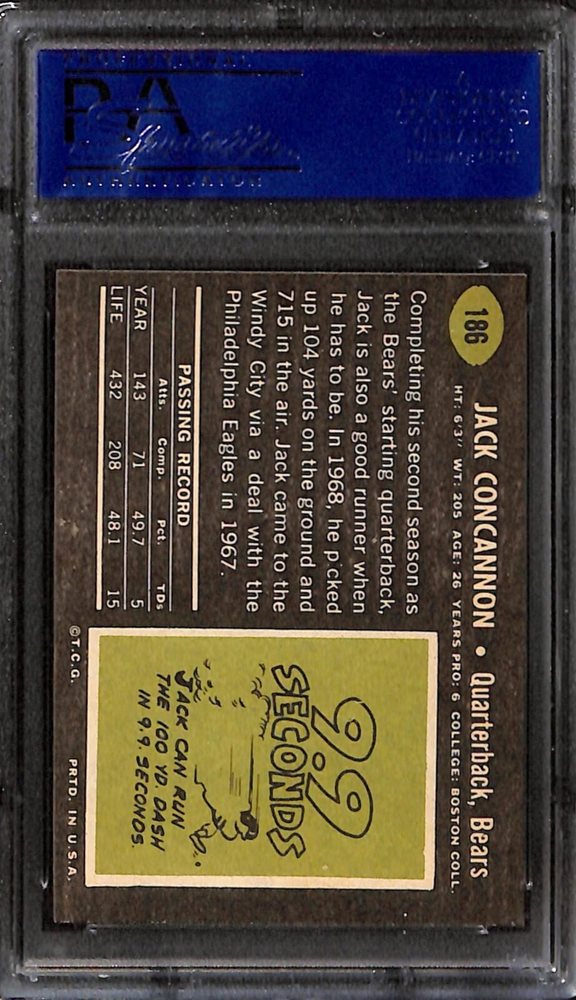 PROFESSIONAL
PSA
AUTHENTICATOR
186
JACK CONCANNON • Quarterback, Bears
HT: 6'3" WT: 205 AGE: 26 YEARS PRO: 6 COLLEGE: BOSTON COLL.
Completing his second season as
the Bears' starting quarterback,
Jack is also a good runner when
he has to be. In 1968, he picked
up 104 yards on the ground and
715 in the air. Jack came to the
Windy City via a deal with the
Philadelphia Eagles in 1967.
PASSING RECORD
Atts. Comp. Pct. TDs
YEAR 143 71 49.7 5
LIFE 432 208 48.1 15
9.9
SECONDS
JACK CAN RUN
THE 100 YD. DASH
IN 9.9. SECONDS.
©T.C.G. PRTD. IN U.S.A.